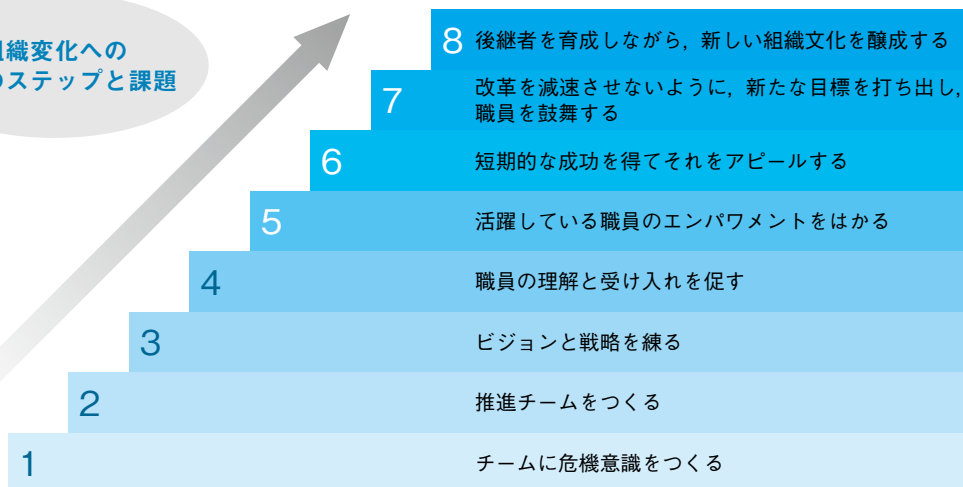 織変化への
のステップと課題
8 後継者を育成しながら，新しい組織文化を醸成する
7 改革を減速させないように，新たな目標を打ち出し，
職員を鼓舞する
6 短期的な成功を得てそれをアピールする
5 活躍している職員のエンパワメントをはかる
4 職員の理解と受け入れを促す
3 ビジョンと戦略を練る
2 推進チームをつくる
1 チームに危機意識をつくる